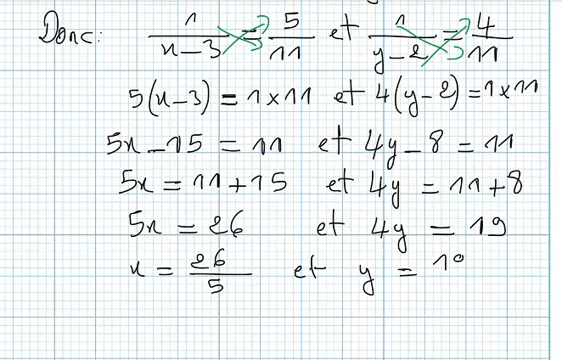 Donc: 1/(x-3) = 5/11 et 1/(y-2) = 4/11
5(x-3) = 1×11 et 4(y-2) = 1×11
5x-15 = 11 et 4y-8 = 11
5x = 11+15 et 4y = 11+8
5x = 26 et 4y = 19
x = 26/5 et y = 19